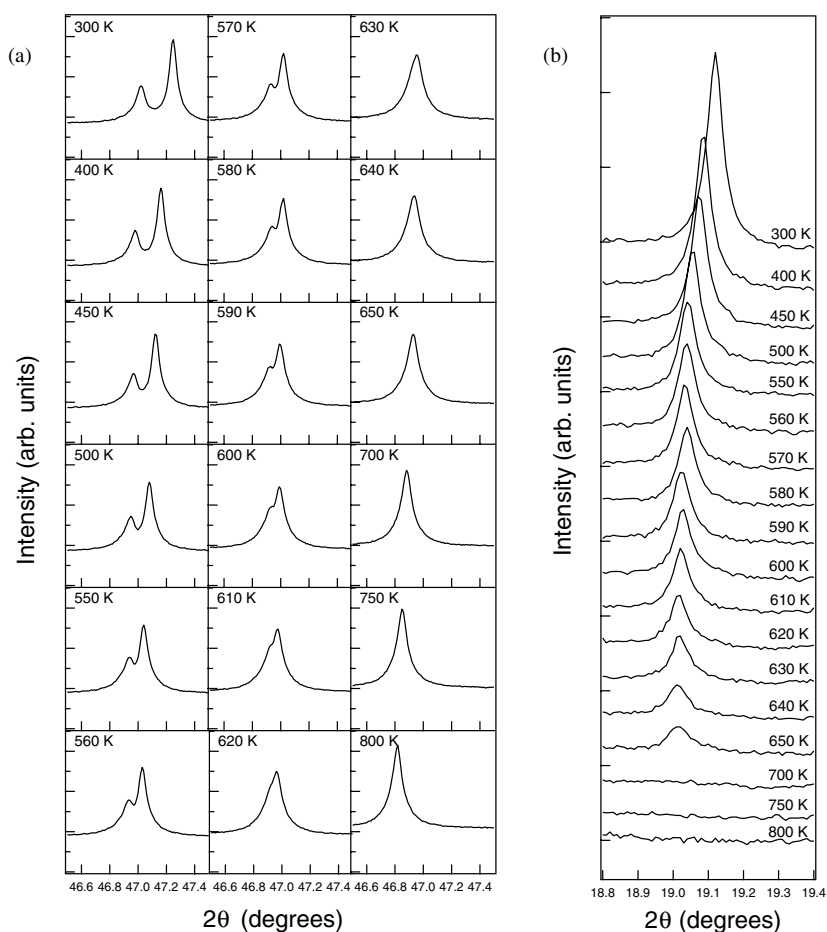 (a)
300 K
570 K
630 K
400 K
580 K
640 K
450 K
590 K
650 K
500 K
600 K
700 K
550 K
610 K
750 K
560 K
620 K
800 K
Intensity (arb. units)
46.6 46.8 47.0 47.2 47.4
46.6 46.8 47.0 47.2 47.4
46.6 46.8 47.0 47.2 47.4
2θ (degrees)
(b)
300 K
400 K
450 K
500 K
550 K
560 K
570 K
580 K
590 K
600 K
610 K
620 K
630 K
640 K
650 K
700 K
750 K
800 K
Intensity (arb. units)
18.8 18.9 19.0 19.1 19.2 19.3 19.4
2θ (degrees)